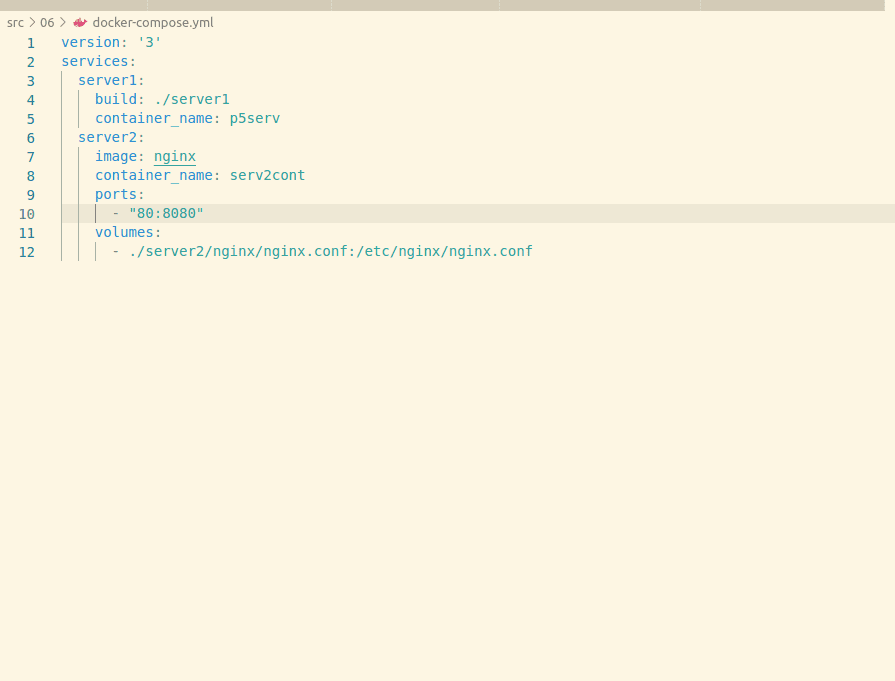 src > 06 > docker-compose.yml
1 version: '3'
2 services:
3   server1:
4     build: ./server1
5     container_name: p5serv
6   server2:
7     image: nginx
8     container_name: serv2cont
9     ports:
10       - "80:8080"
11     volumes:
12       - ./server2/nginx/nginx.conf:/etc/nginx/nginx.conf